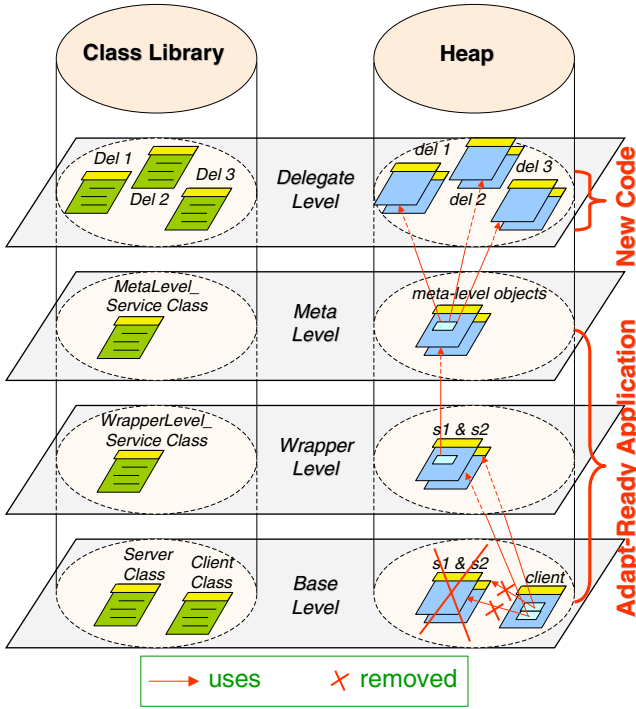 Class Library
Heap
Del 1
Del 2
Del 3
Delegate
Level
del 1
del 2
del 3
New Code
MetaLevel_
Service Class
Meta
Level
meta-level objects
WrapperLevel_
Service Class
Wrapper
Level
s1 & s2
Adapt-Ready Application
Server
Class
Client
Class
Base
Level
s1 & s2
client
uses
removed